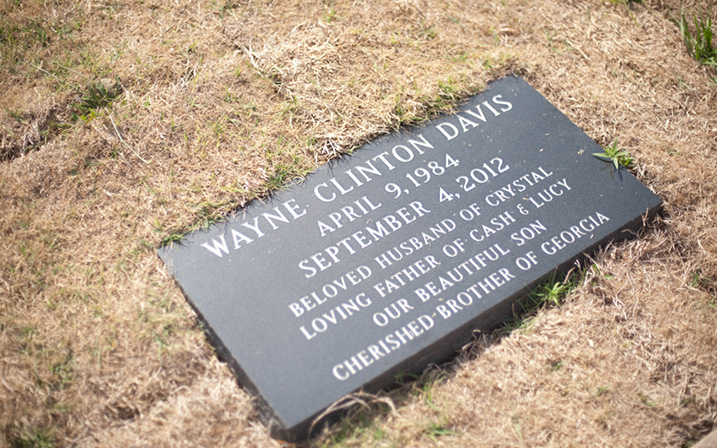 WAYNE CLINTON DAVIS
APRIL 9, 1984
SEPTEMBER 4, 2012
BELOVED HUSBAND OF CRYSTAL
LOVING FATHER OF CASH & LUCY
OUR BEAUTIFUL SON
CHERISHED BROTHER OF GEORGIA